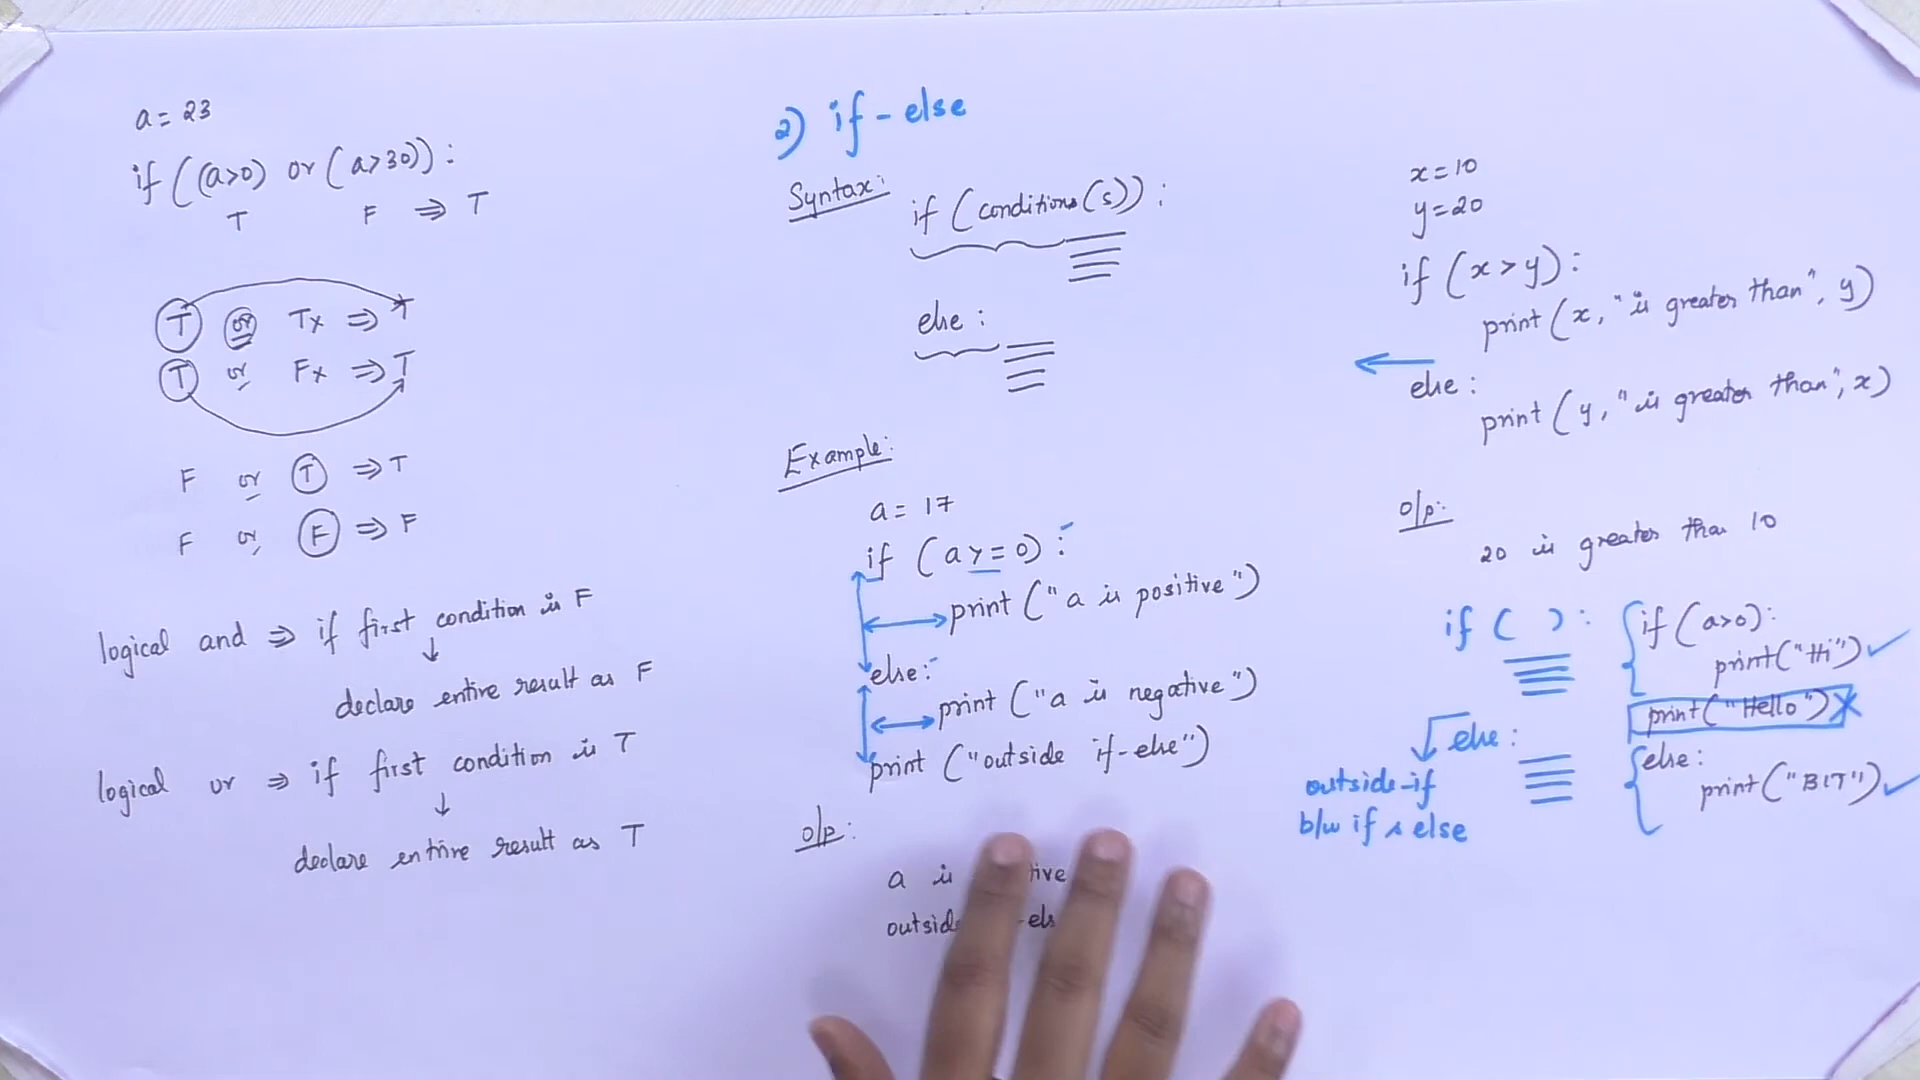 a = 23
if ((a>0) or (a>30)):
T F ⇒ T
T or Tx ⇒ T
T or Fx ⇒ T
F or T ⇒ T
F or F ⇒ F
logical and ⇒ if first condition is F
↓
declare entire result as F
logical or ⇒ if first condition is T
↓
declare entire result as T
2) if-else
Syntax:
if (conditions(s)):
else:
Example:
a = 17
if (a>=0):
print ("a is positive")
else:
print ("a is negative")
print ("outside if-else")
o/p:
a is
outside
x=10
y=20
if (x>y):
print (x, "is greater than", y)
else:
print (y, "is greater than", x)
o/p:
20 is greater than 10
if ( ):
else:
outside-if
b/w if & else
if (a>0):
print("Hi") ✓
print("Hello") X
else:
print("BIT") ✓